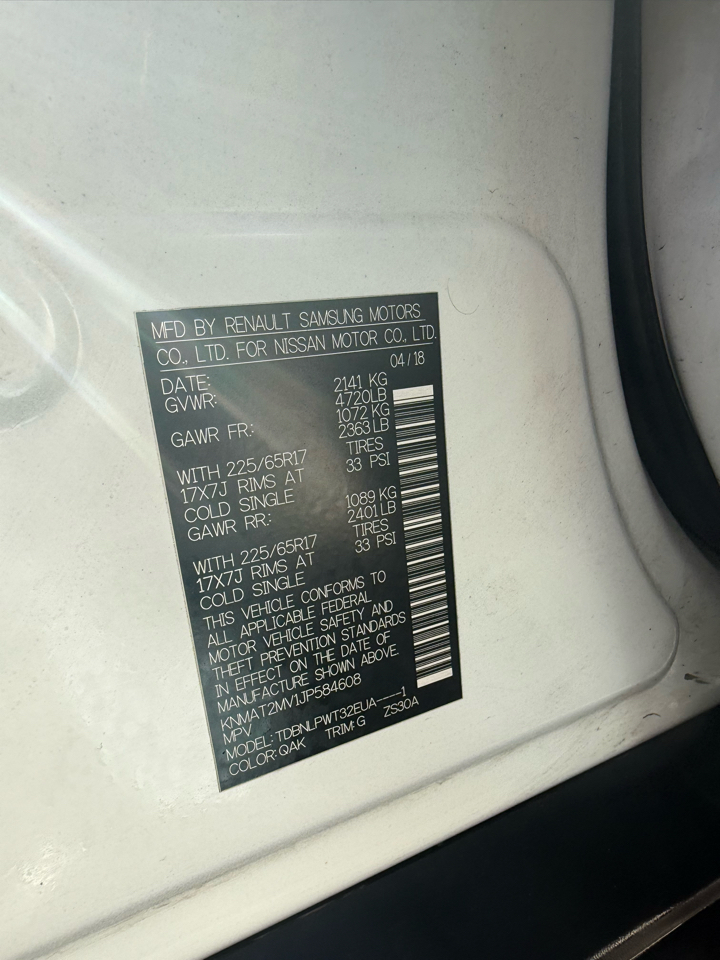 MFD BY RENAULT SAMSUNG MOTORS
CO., LTD. FOR NISSAN MOTOR CO., LTD.
DATE: 04/18
GVWR: 2141 KG
4720LB
GAWR FR: 1072 KG
2363 LB
WITH 225/65R17 TIRES
17X7J RIMS AT 33 PSI
COLD SINGLE
GAWR RR: 1089 KG
2401 LB
WITH 225/65R17 TIRES
17X7J RIMS AT 33 PSI
COLD SINGLE
THIS VEHICLE CONFORMS TO
ALL APPLICABLE FEDERAL
MOTOR VEHICLE SAFETY AND
THEFT PREVENTION STANDARDS
IN EFFECT ON THE DATE OF
MANUFACTURE SHOWN ABOVE.
KNMAT2MV1JP584608
MPV
MODEL: TDBNLPWT32EUA-----1
COLOR: QAK TRIM: G ZS30A